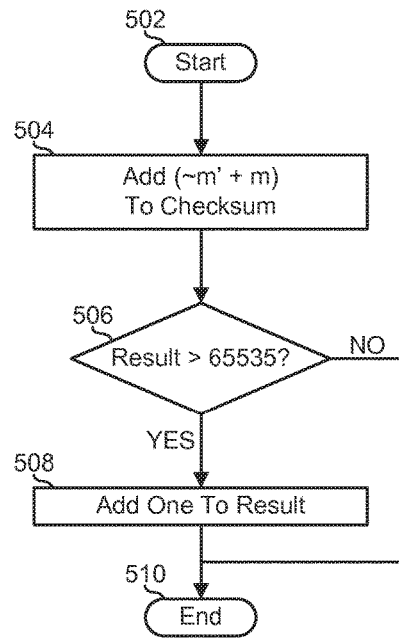 502
Start
504
Add (~m' + m)
To Checksum
506
Result > 65535?
NO
YES
508
Add One To Result
510
End